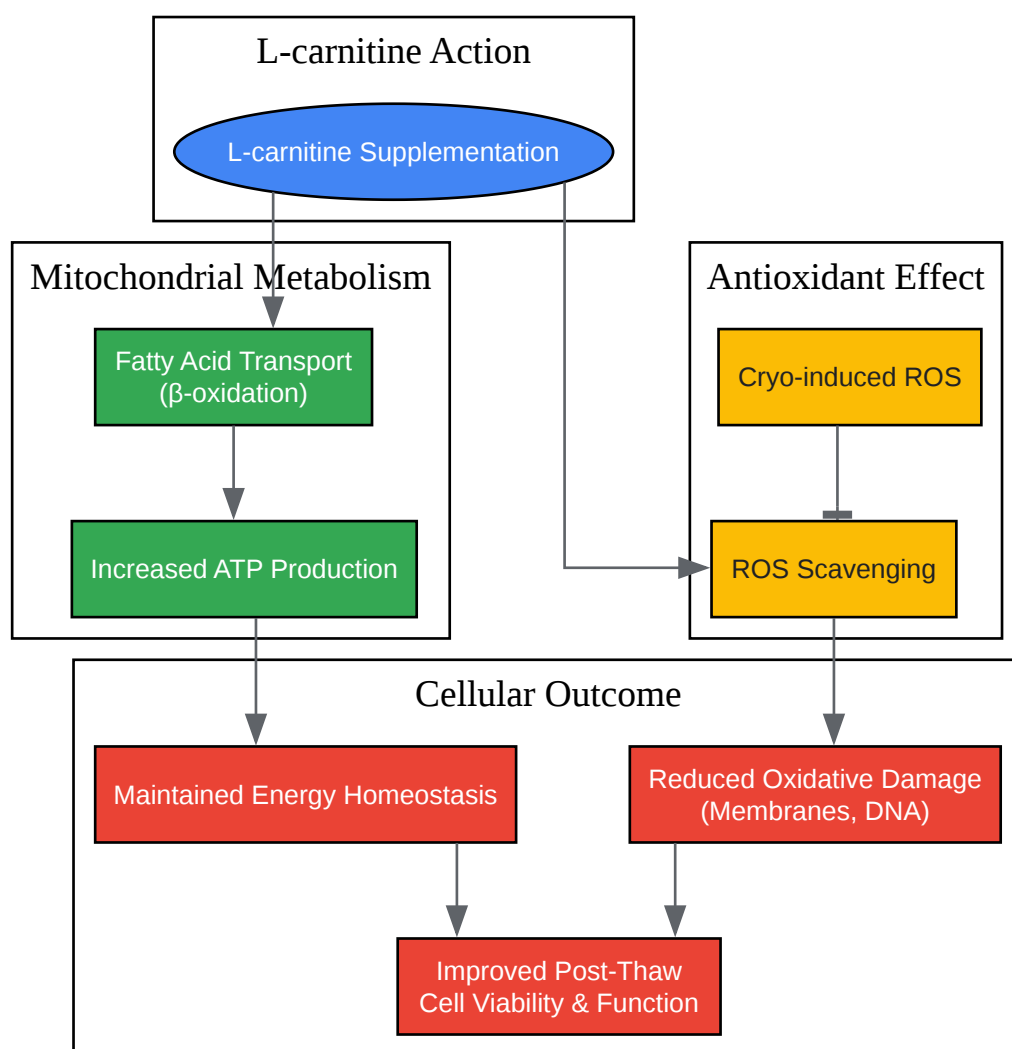 L-carnitine Action
L-carnitine Supplementation
Mitochondrial Metabolism
Antioxidant Effect
Fatty Acid Transport
(β-oxidation)
Cryo-induced ROS
Increased ATP Production
ROS Scavenging
Cellular Outcome
Maintained Energy Homeostasis
Reduced Oxidative Damage
(Membranes, DNA)
Improved Post-Thaw
Cell Viability & Function